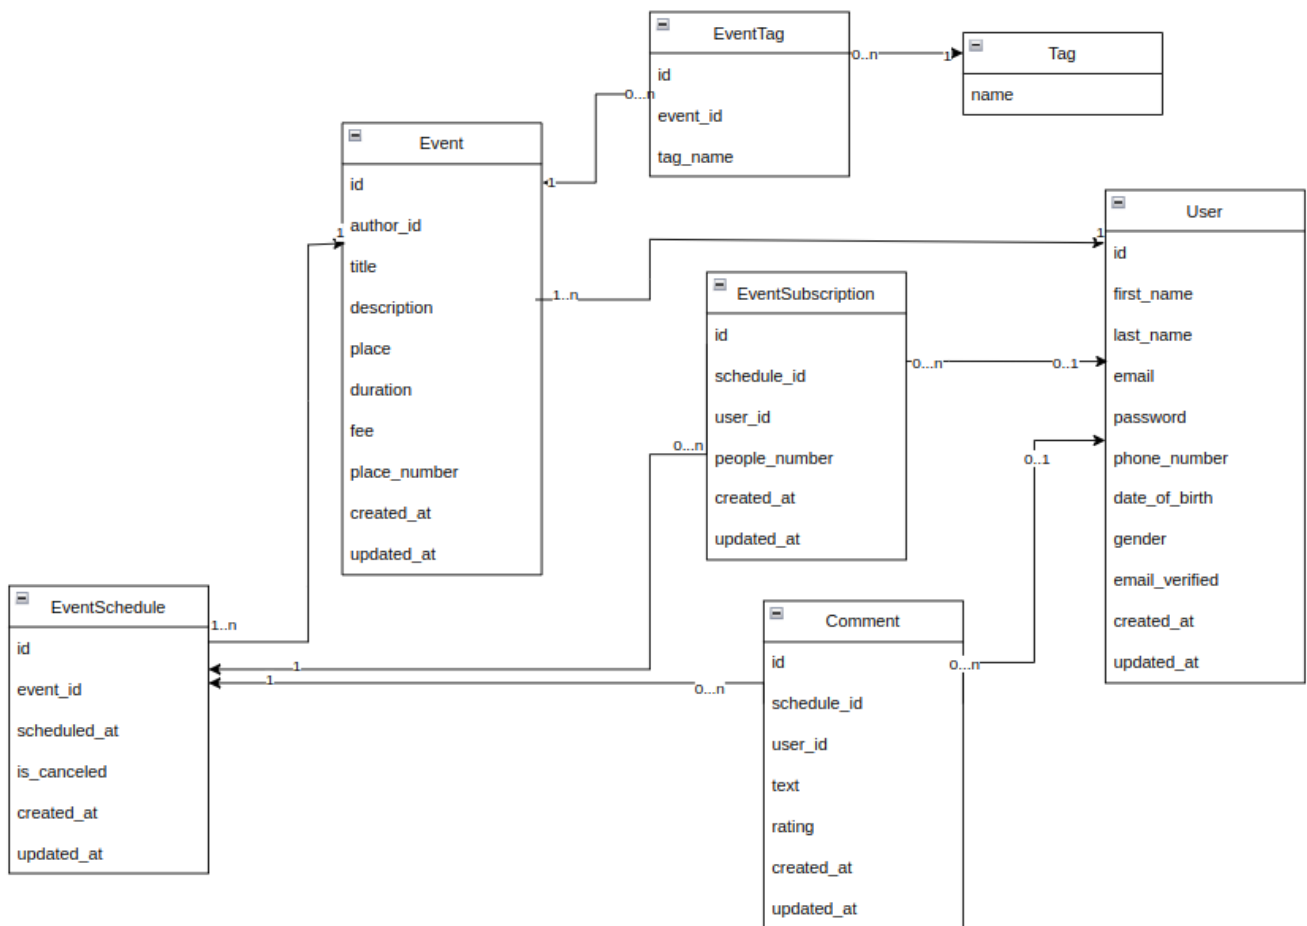 EventTag
id
event_id
tag_name
0..n
1
Tag
name
0...n
1
Event
id
author_id
title
description
place
duration
fee
place_number
created_at
updated_at
1
1..n
1
User
id
first_name
last_name
email
password
phone_number
date_of_birth
gender
email_verified
created_at
updated_at
EventSubscription
id
schedule_id
user_id
people_number
created_at
updated_at
0...n
0..1
0...n
0..1
EventSchedule
id
event_id
scheduled_at
is_canceled
created_at
updated_at
1..n
1
1
0...n
Comment
id
schedule_id
user_id
text
rating
created_at
updated_at
0...n